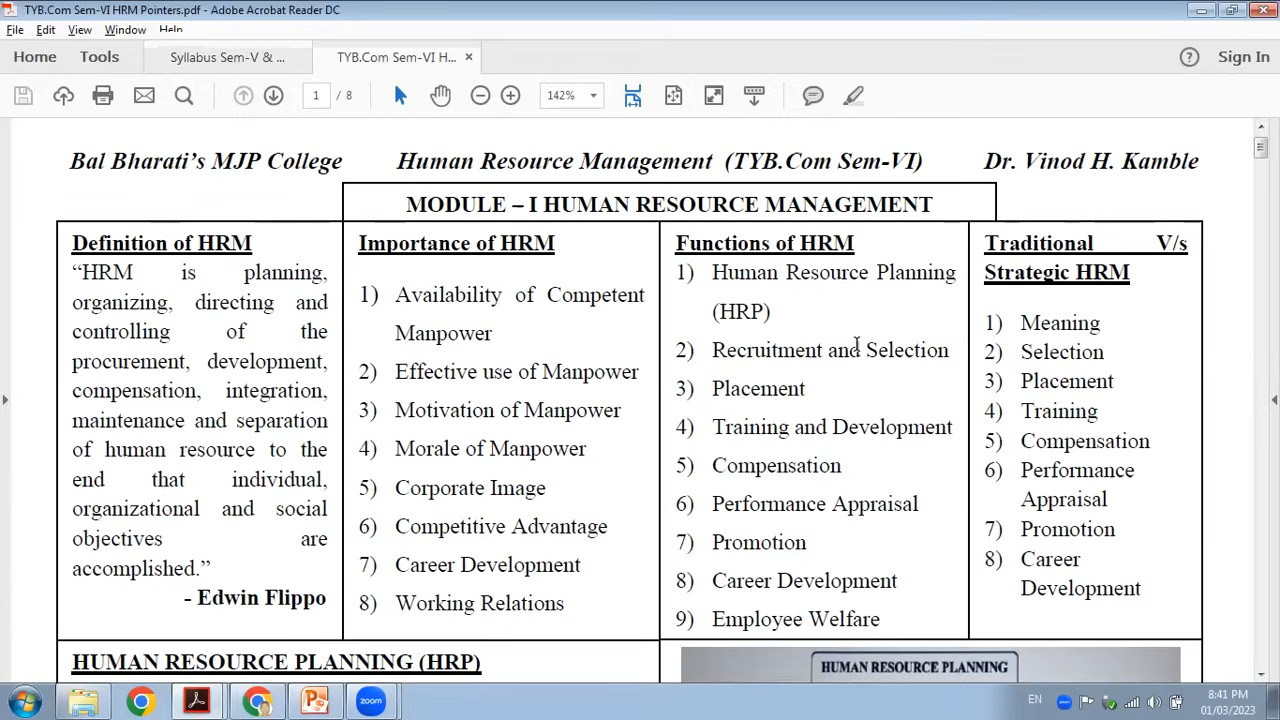 TYB.Com Sem-VI HRM Pointers.pdf - Adobe Acrobat Reader DC
File Edit View Window Help
Home Tools Syllabus Sem-V & ... TYB.Com Sem-VI H... × Sign In
1 / 8 142%
Bal Bharati's MJP College Human Resource Management (TYB.Com Sem-VI) Dr. Vinod H. Kamble
MODULE – I HUMAN RESOURCE MANAGEMENT
Definition of HRM
“HRM is planning,
organizing, directing and
controlling of the
procurement, development,
compensation, integration,
maintenance and separation
of human resource to the
end that individual,
organizational and social
objectives are
accomplished.”
- Edwin Flippo
Importance of HRM
1) Availability of Competent
Manpower
2) Effective use of Manpower
3) Motivation of Manpower
4) Morale of Manpower
5) Corporate Image
6) Competitive Advantage
7) Career Development
8) Working Relations
Functions of HRM
1) Human Resource Planning
(HRP)
2) Recruitment and Selection
3) Placement
4) Training and Development
5) Compensation
6) Performance Appraisal
7) Promotion
8) Career Development
9) Employee Welfare
Traditional V/s
Strategic HRM
1) Meaning
2) Selection
3) Placement
4) Training
5) Compensation
6) Performance
Appraisal
7) Promotion
8) Career
Development
HUMAN RESOURCE PLANNING (HRP)
HUMAN RESOURCE PLANNING
zoom
EN
8:41 PM
01/03/2023